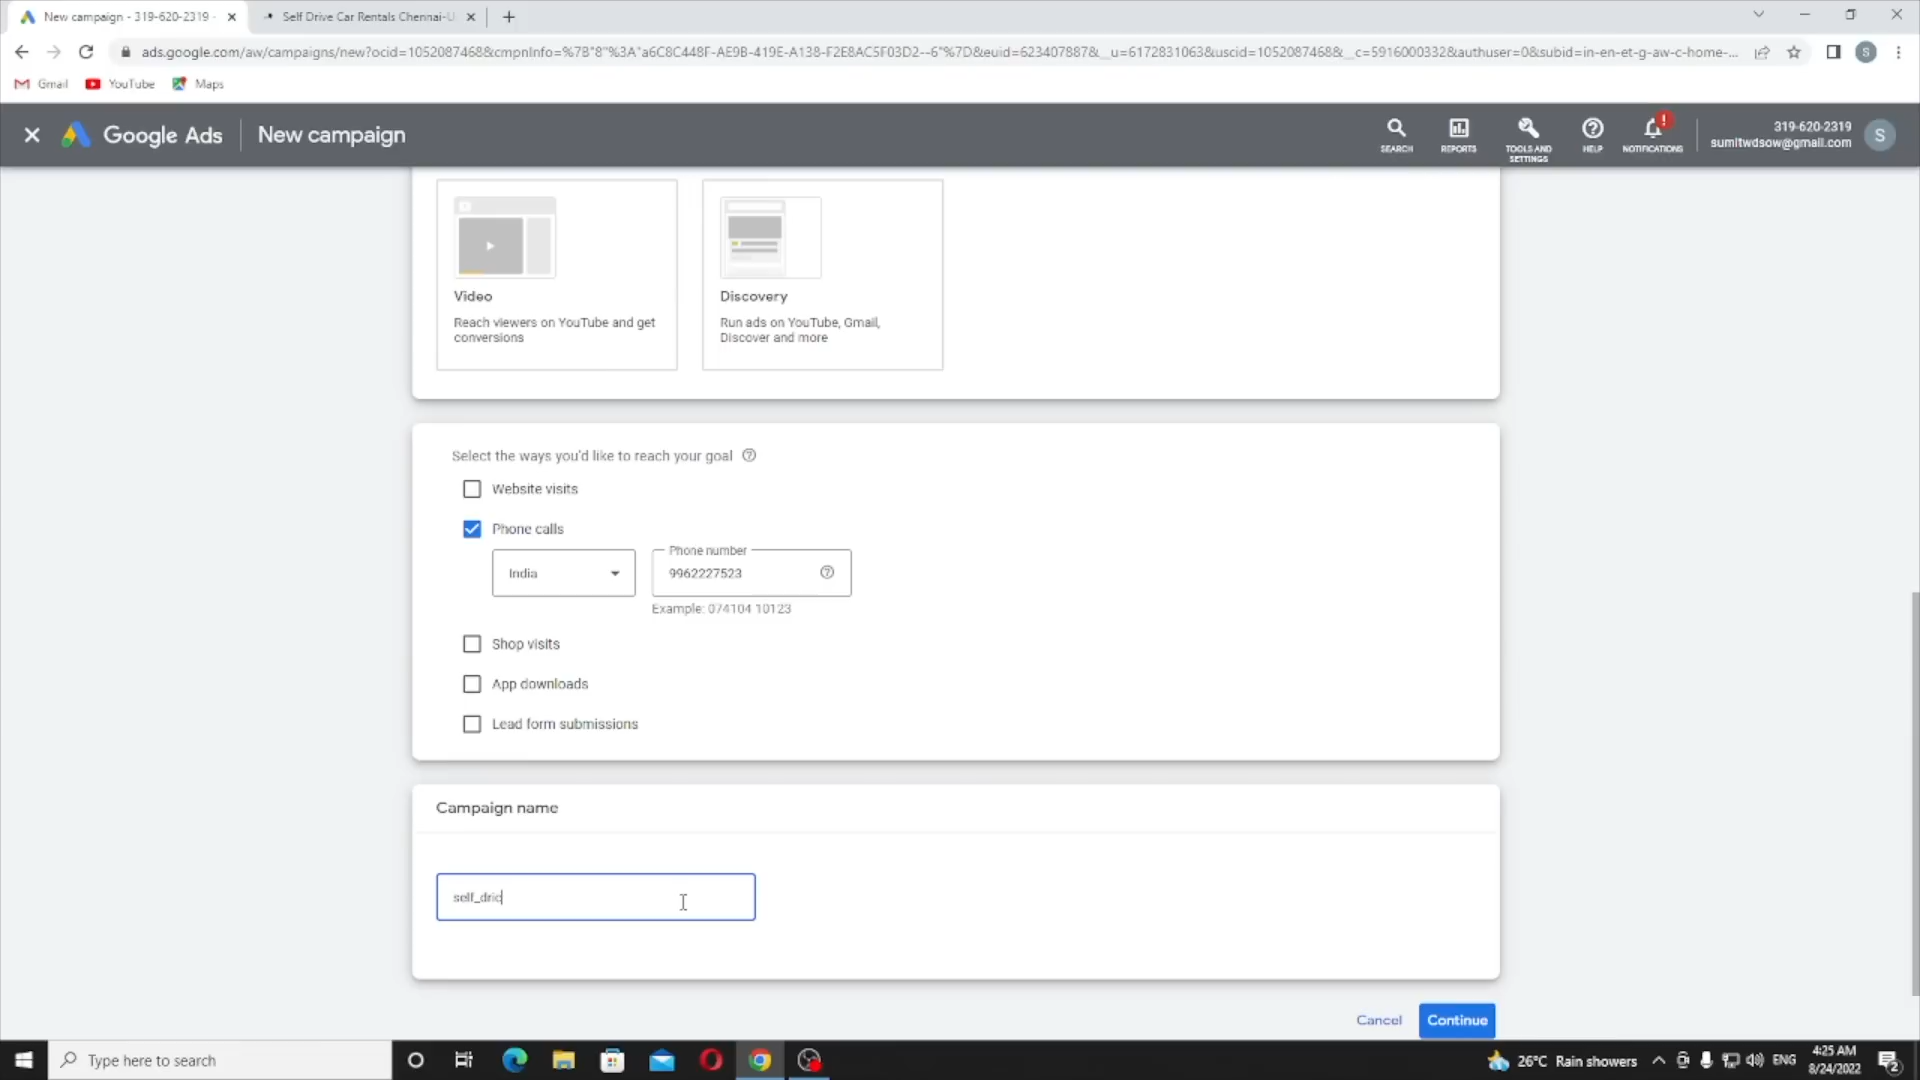 New campaign - 319-620-2319 -
Self Drive Car Rentals Chennai-U
ads.google.com/aw/campaigns/new?ocid=1052087468&cmpnInfo=%7B"8"%3A"a6C8C448F-AE9B-419E-A138-F2E8AC5F03D2--6"%7D&euid=623407887&__u=6172831063&uscid=1052087468&__c=5916000332&authuser=0&subid=in-en-et-g-aw-c-home-...
S
Gmail
YouTube
Maps
Google Ads
New campaign
SEARCH
REPORTS
TOOLS AND
SETTINGS
HELP
!
NOTIFICATIONS
319-620-2319
sumitwdsow@gmail.com
S
Video
Reach viewers on YouTube and get
conversions
Discovery
Run ads on YouTube, Gmail,
Discover and more
Select the ways you'd like to reach your goal
Website visits
Phone calls
India
Phone number
9962227523
Example: 074104 10123
Shop visits
App downloads
Lead form submissions
Campaign name
self_dric
Cancel
Continue
Type here to search
26°C Rain showers
ENG
4:25 AM
8/24/2022
2